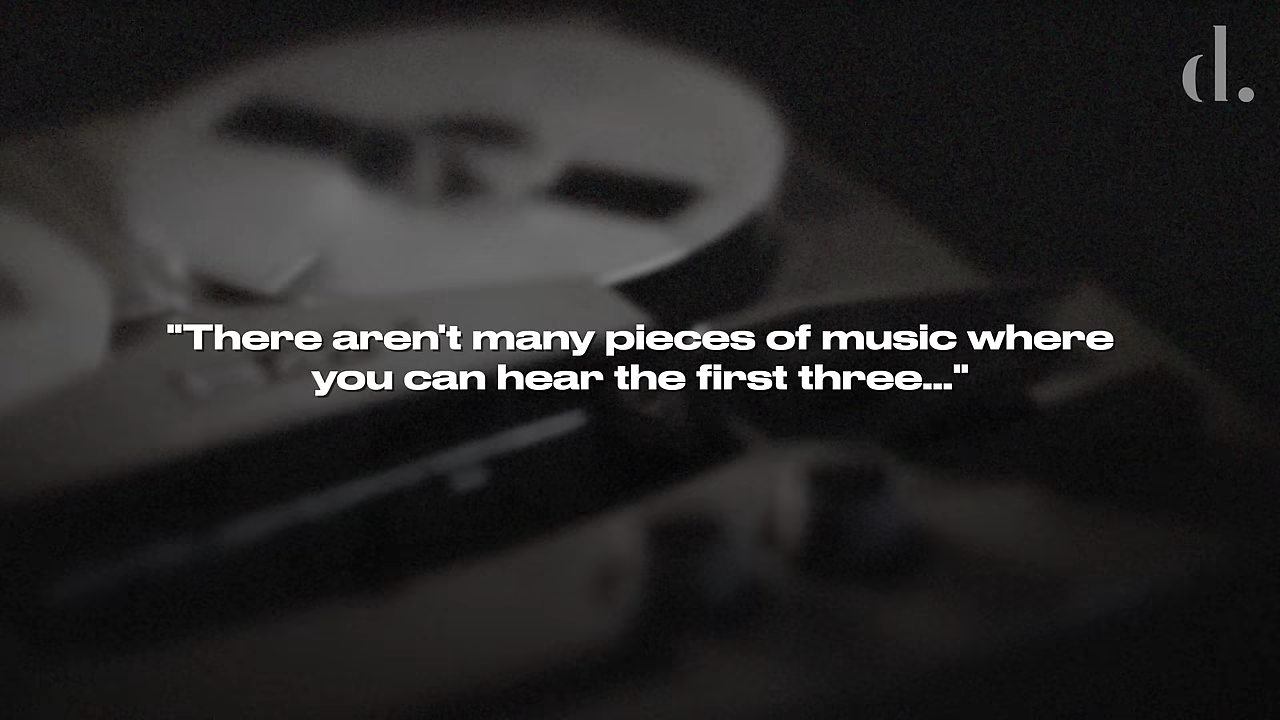 d.
"There aren't many pieces of music where
you can hear the first three..."